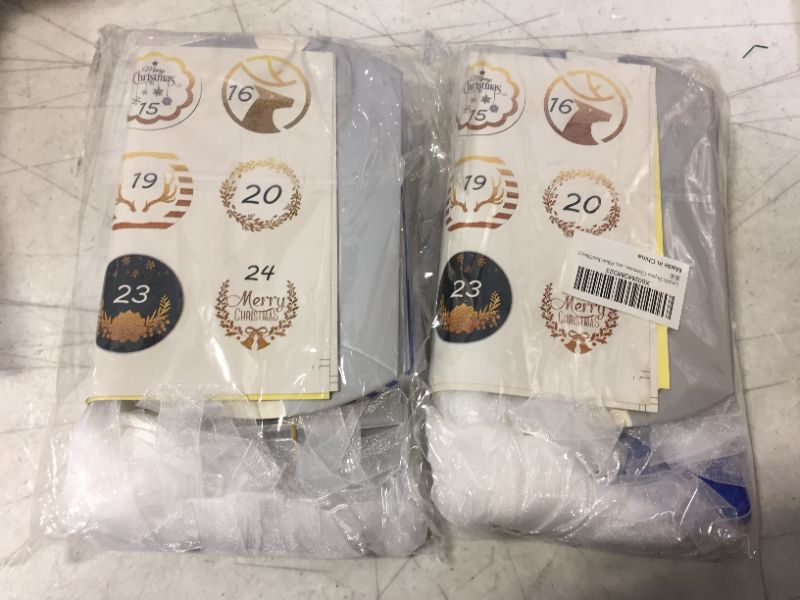 Merry
Christmas
15
16
19
20
23
24
Merry
CHRISTMAS
Merry
Christmas
16
19
20
23
Merry
CHRISTMAS
Made in China